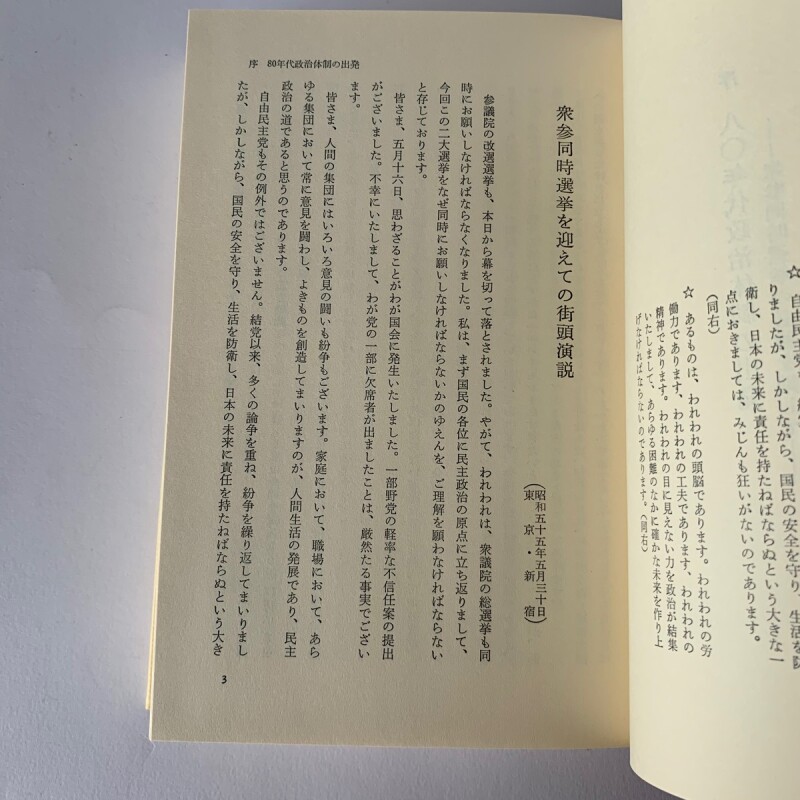 ☆ 自由民主党も
りましたが、しかしながら、国民の安全を守り、生活を防
衛し、日本の未来に責任を持たねばならぬという大きな一
点におきましては、みじんも狂いがないのであります。
(同右)
☆ あるものは、われわれの頭脳であります。われわれの労
働力であります、われわれの工夫であります、われわれの
精神であります。われわれの目に見えない力を政治が結集
いたしまして、あらゆる困難のなかに確かな未来を作り上
げなければならないのであります。(同右)
序 80年代政治体制の出発
衆参同時選挙を迎えての街頭演説
(昭和五十五年五月三十日
東京・新宿)
参議院の改選選挙も、本日から幕を切って落とされました。やがて、われわれは、衆議院の総選挙も同
時にお願いしなければならなくなりました。私は、まず国民の各位に民主政治の原点に立ち返りまして、
今回この二大選挙をなぜ同時にお願いしなければならないかのゆえんを、ご理解を願わなければならない
と存じております。
皆さま、五月十六日、思わざることがわが国会に発生いたしました。一部野党の軽率な不信任案の提出
がございました。不幸にいたしまして、わが党の一部に欠席者が出ましたことは、厳然たる事実でござい
ます。
皆さま、人間の集団にはいろいろ意見の闘いも紛争もございます。家庭において、職場において、あら
ゆる集団において常に意見を闘わし、よきものを創造してまいりますのが、人間生活の発展であり、民主
政治の道であると思うのであります。
自由民主党もその例外ではございません。結党以来、多くの論争を重ね、紛争を繰り返してまいりまし
たが、しかしながら、国民の安全を守り、生活を防衛し、日本の未来に責任を持たねばならぬという大き
3